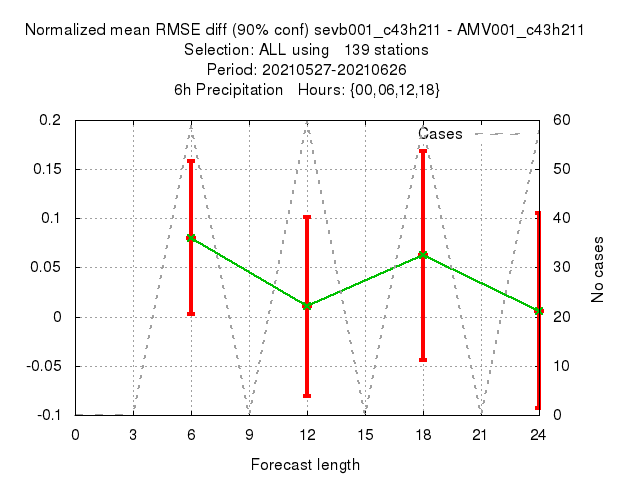 Normalized mean RMSE diff (90% conf) sevb001_c43h211 - AMV001_c43h211
Selection: ALL using   139 stations
Period: 20210527-20210626
6h Precipitation   Hours: {00,06,12,18}
Cases
0.2
0.15
0.1
0.05
0
-0.05
-0.1
60
50
40
30
20
10
0
No cases
0 3 6 9 12 15 18 21 24
Forecast length